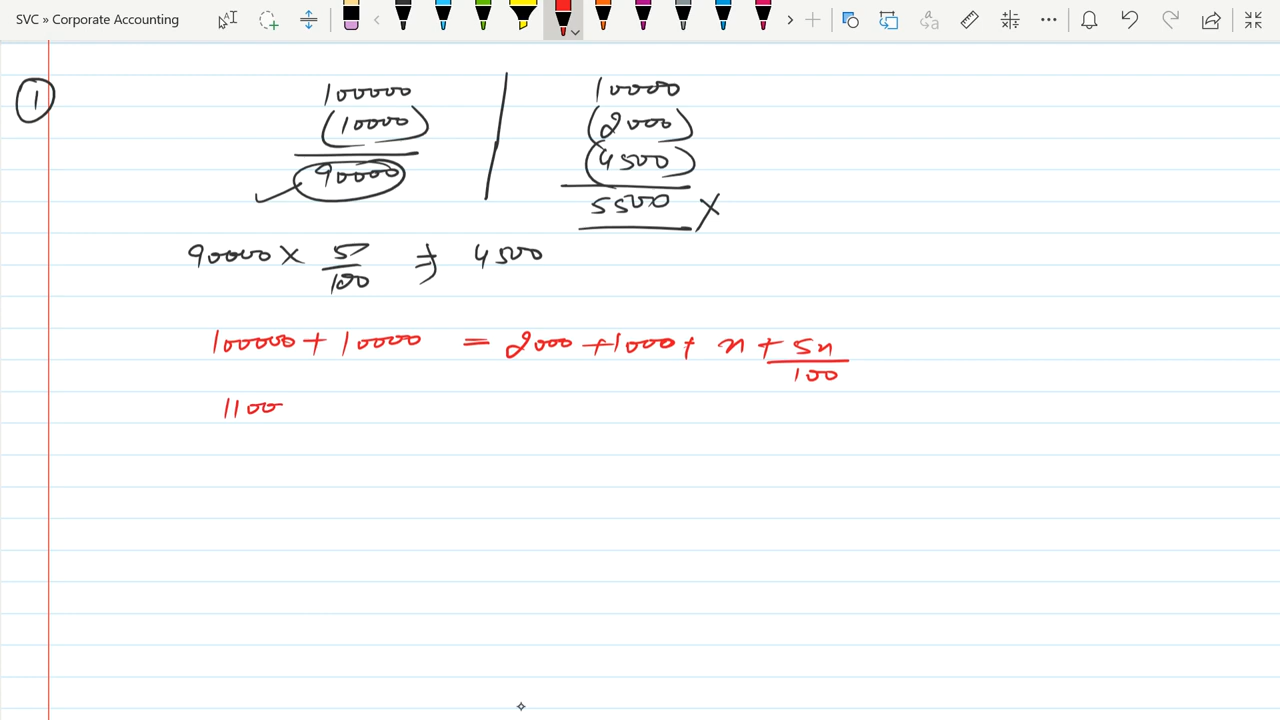 SVC » Corporate Accounting
1
100000 10000
(10000) (2000)
(4500)
90000
5500 X
90000 × 5/100 ⇒ 4500
100000 + 10000 = 2000 + 1000 + n + 5n/100
1100